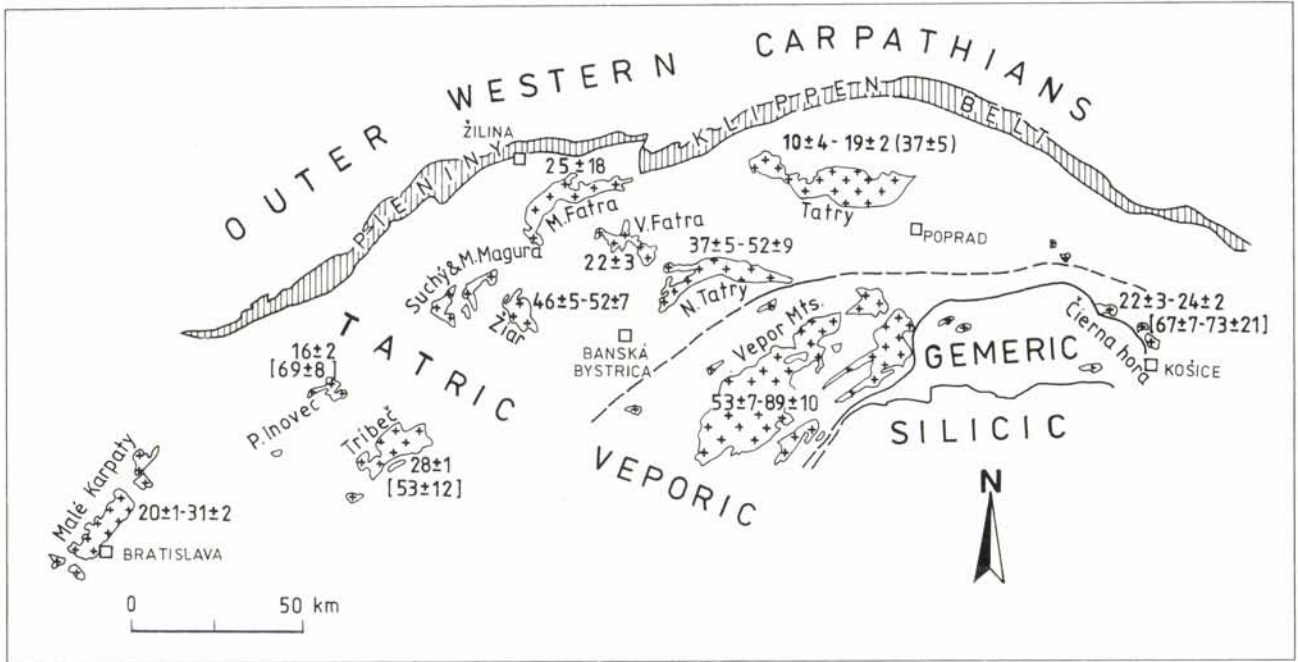 OUTER WESTERN CARPATHIANS
PIENINY KLIPPEN BELT
ŽILINA
25±18
M.Fatra
10±4-19±2 (37±5)
Tatry
POPRAD
V.Fatra
22±3
37±5-52±9
N.Tatry
Suchý&M.Magura
46±5-52±7
Žiar
BANSKÁ
BYSTRICA
TATRIC
16±2
[69±8]
P.Inovec
Tribeč
28±1
[53±12]
Malé Karpaty
20±1-31±2
BRATISLAVA
Vepor Mts.
53±7-89±10
VEPORIC
GEMERIC
SILICIC
22±3-24±2
[67±7-73±21]
Čierna hora
KOŠICE
N
0 50 km